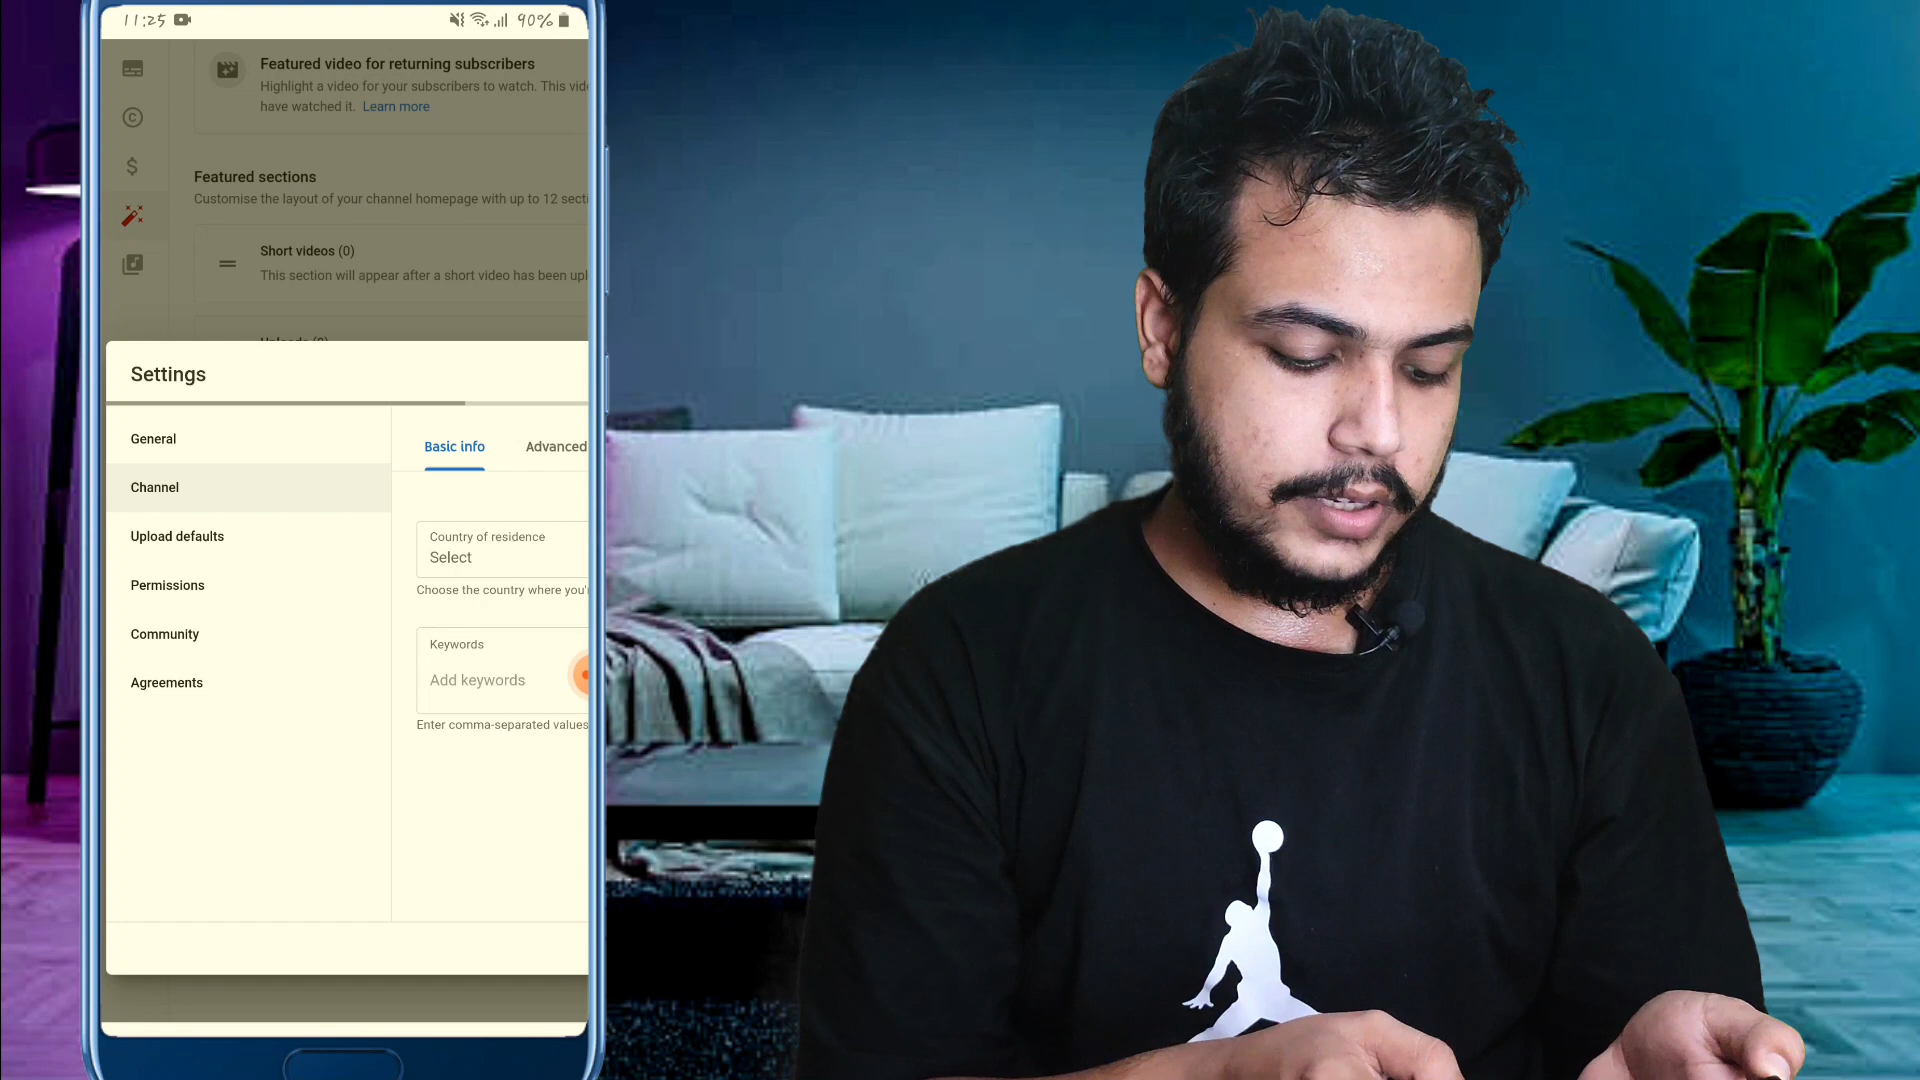 11:25
90%
Featured video for returning subscribers
Highlight a video for your subscribers to watch. This vid
have watched it. Learn more
Featured sections
Customise the layout of your channel homepage with up to 12 secti
Short videos (0)
This section will appear after a short video has been upl
Settings
General
Channel
Upload defaults
Permissions
Community
Agreements
Basic info
Advanced
Country of residence
Select
Choose the country where you'r
Keywords
Add keywords
Enter comma-separated values